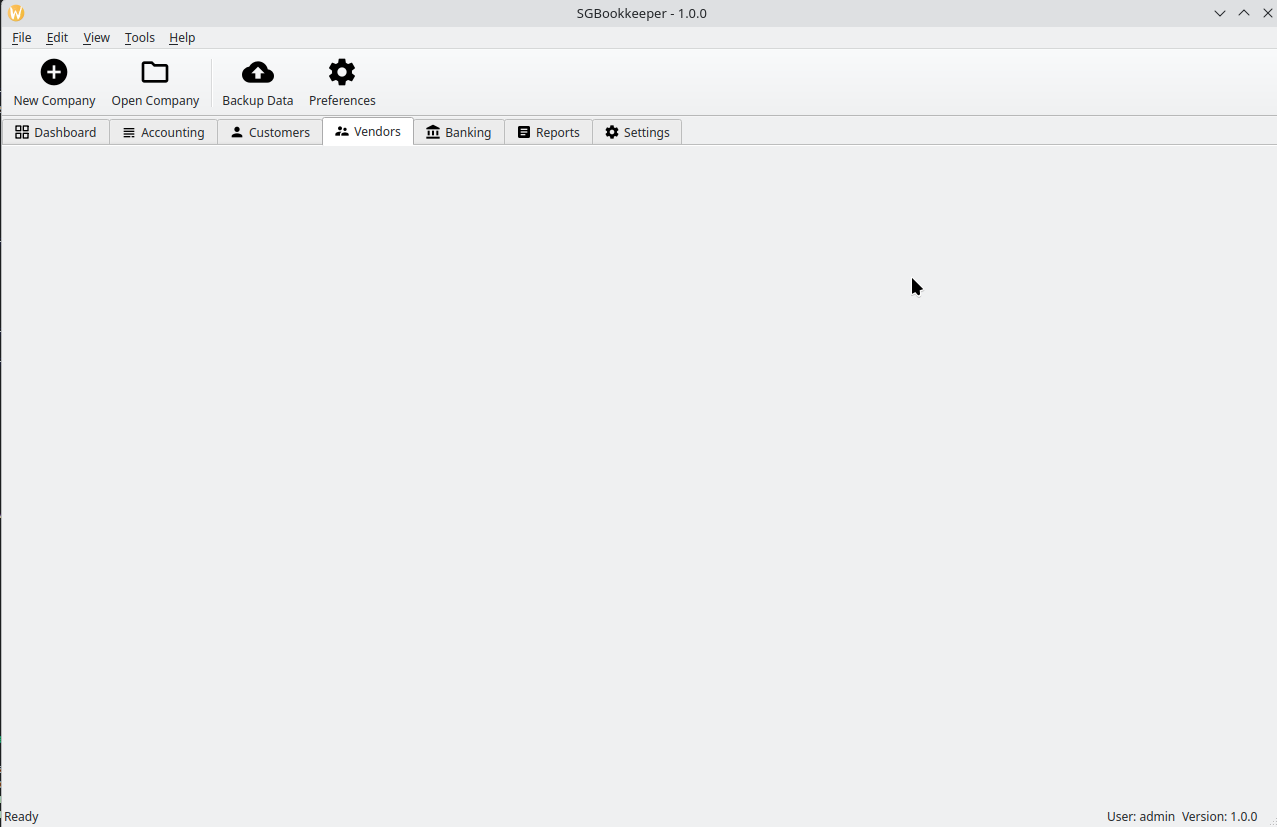 SGBookkeeper - 1.0.0
File Edit View Tools Help
New Company Open Company Backup Data Preferences
Dashboard Accounting Customers Vendors Banking Reports Settings
Ready User: admin Version: 1.0.0